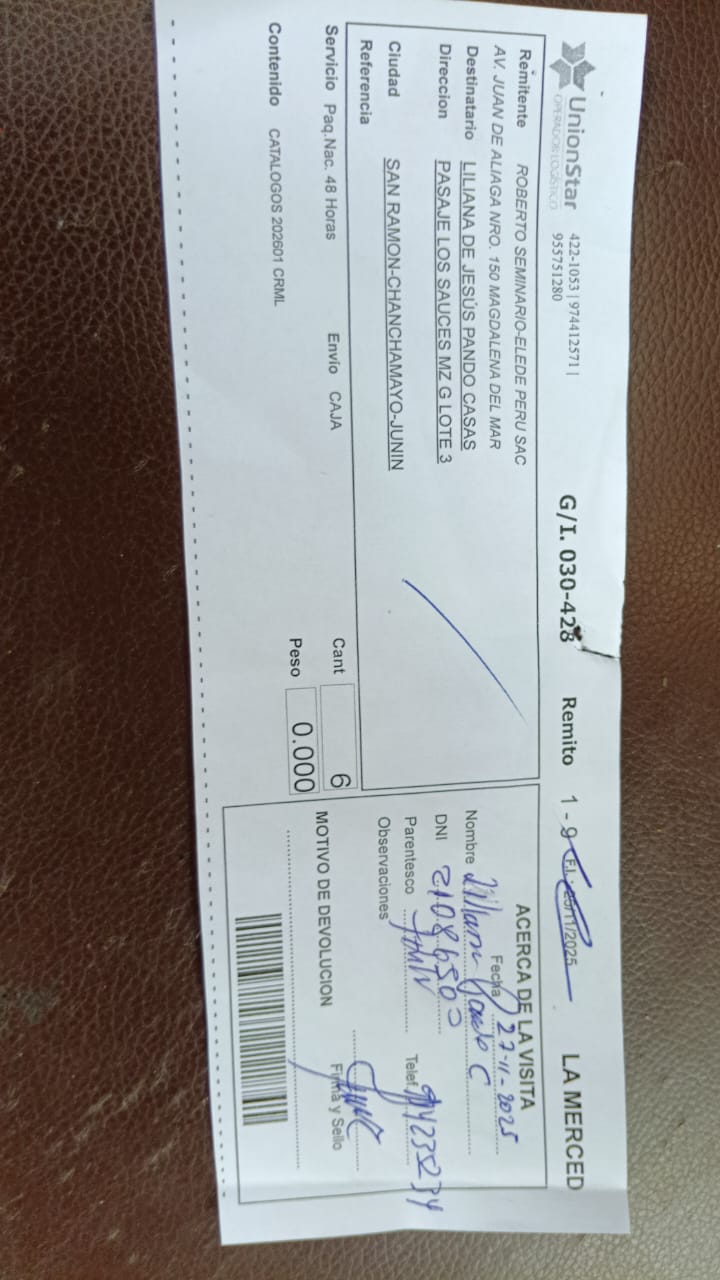 UnionStar
OPERADOR LOGÍSTICO
422-1053 | 974412571 |
955751280
G/I. 030-428
Remito 1 - 9
LA MERCED
Remitente ROBERTO SEMINARIO-ELEDE PERU SAC
AV. JUAN DE ALIAGA NRO. 150 MAGDALENA DEL MAR
Destinatario LILIANA DE JESÚS PANDO CASAS
Direccion PASAJE LOS SAUCES MZ G LOTE 3
Ciudad SAN RAMON-CHANCHAMAYO-JUNIN
Referencia
Servicio Paq.Nac. 48 Horas Envío CAJA Cant 6
Peso 0.000
Contenido CATALOGOS 202601 CRML
ACERCA DE LA VISITA
Fecha 27-11-2025
Nombre Liliana Pando C
DNI
Parentesco Telef.
Observaciones
Firma y Sello
MOTIVO DE DEVOLUCION